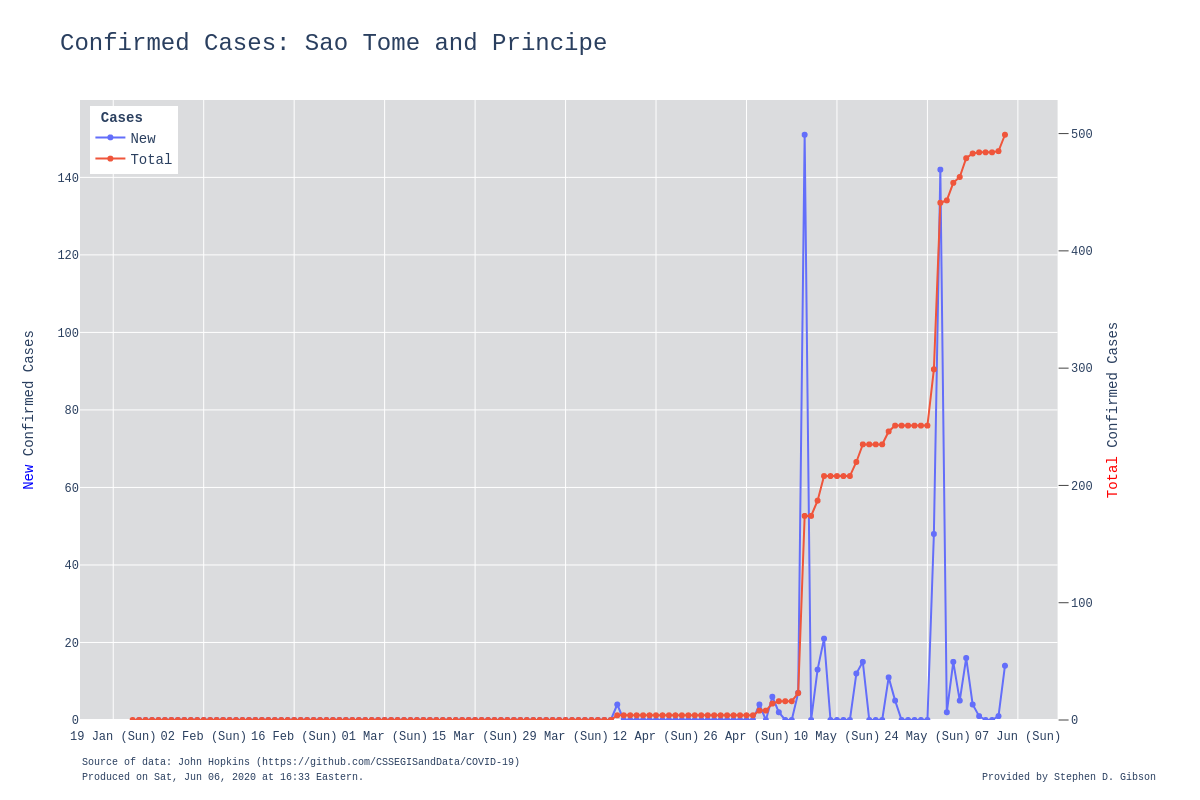 Confirmed Cases: Sao Tome and Principe
Cases
New
Total
140
120
100
80
60
40
20
0
500
400
300
200
100
0
New Confirmed Cases
Total Confirmed Cases
19 Jan (Sun) 02 Feb (Sun) 16 Feb (Sun) 01 Mar (Sun) 15 Mar (Sun) 29 Mar (Sun) 12 Apr (Sun) 26 Apr (Sun) 10 May (Sun) 24 May (Sun) 07 Jun (Sun)
Source of data: John Hopkins (https://github.com/CSSEGISandData/COVID-19)
Produced on Sat, Jun 06, 2020 at 16:33 Eastern.
Provided by Stephen D. Gibson